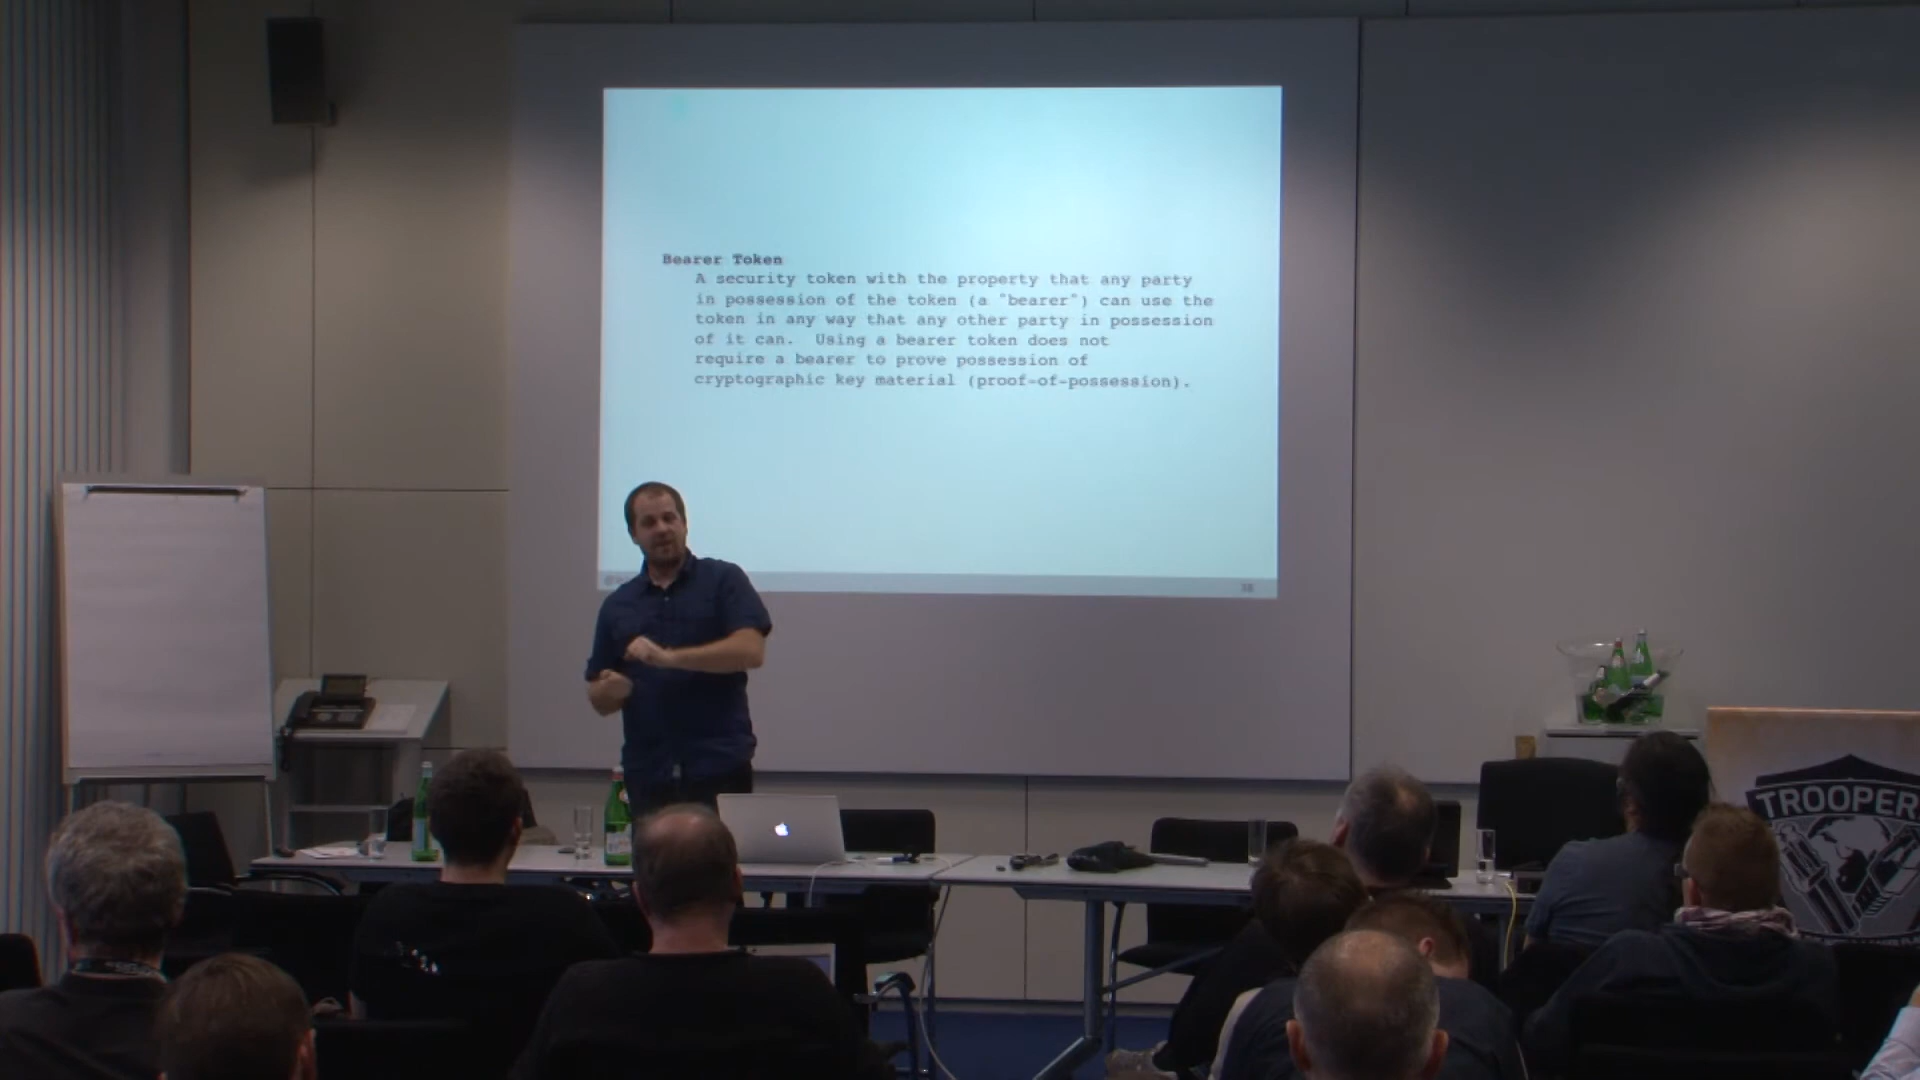 Bearer Token
A security token with the property that any party
in possession of the token (a "bearer") can use the
token in any way that any other party in possession
of it can.  Using a bearer token does not
require a bearer to prove possession of
cryptographic key material (proof-of-possession).
TROOPER